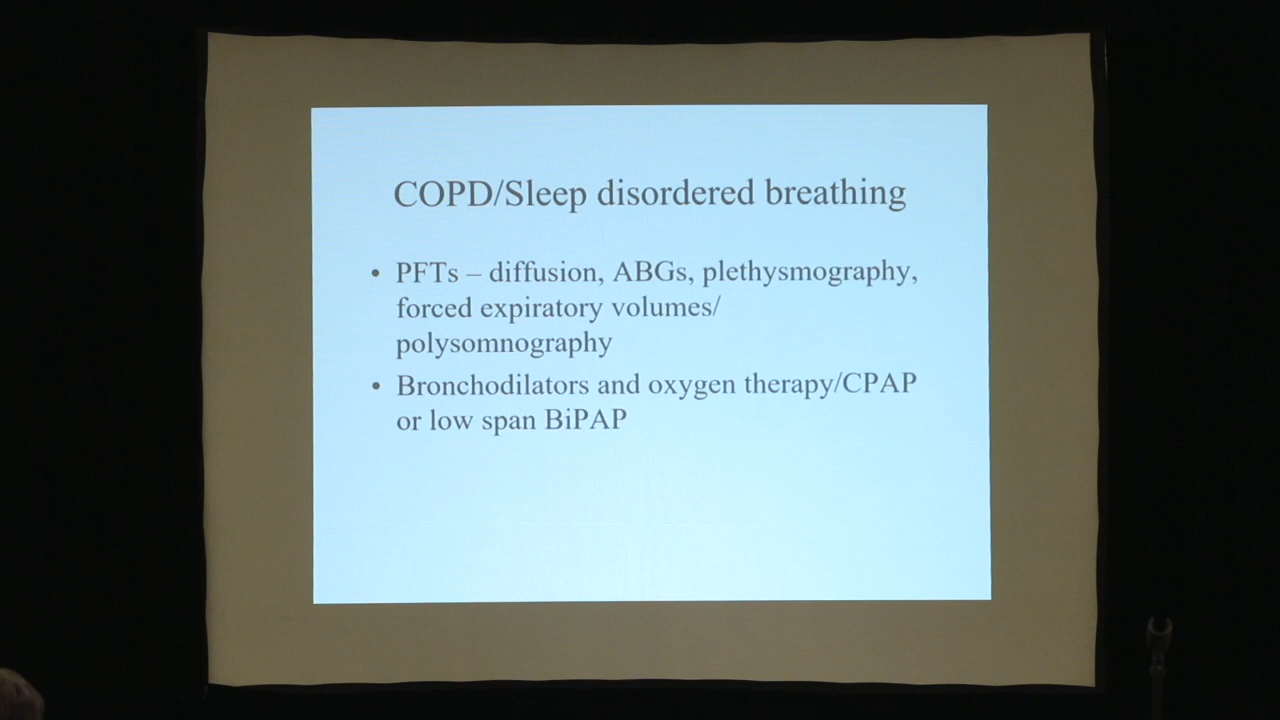 COPD/Sleep disordered breathing
• PFTs – diffusion, ABGs, plethysmography,
forced expiratory volumes/
polysomnography
• Bronchodilators and oxygen therapy/CPAP
or low span BiPAP